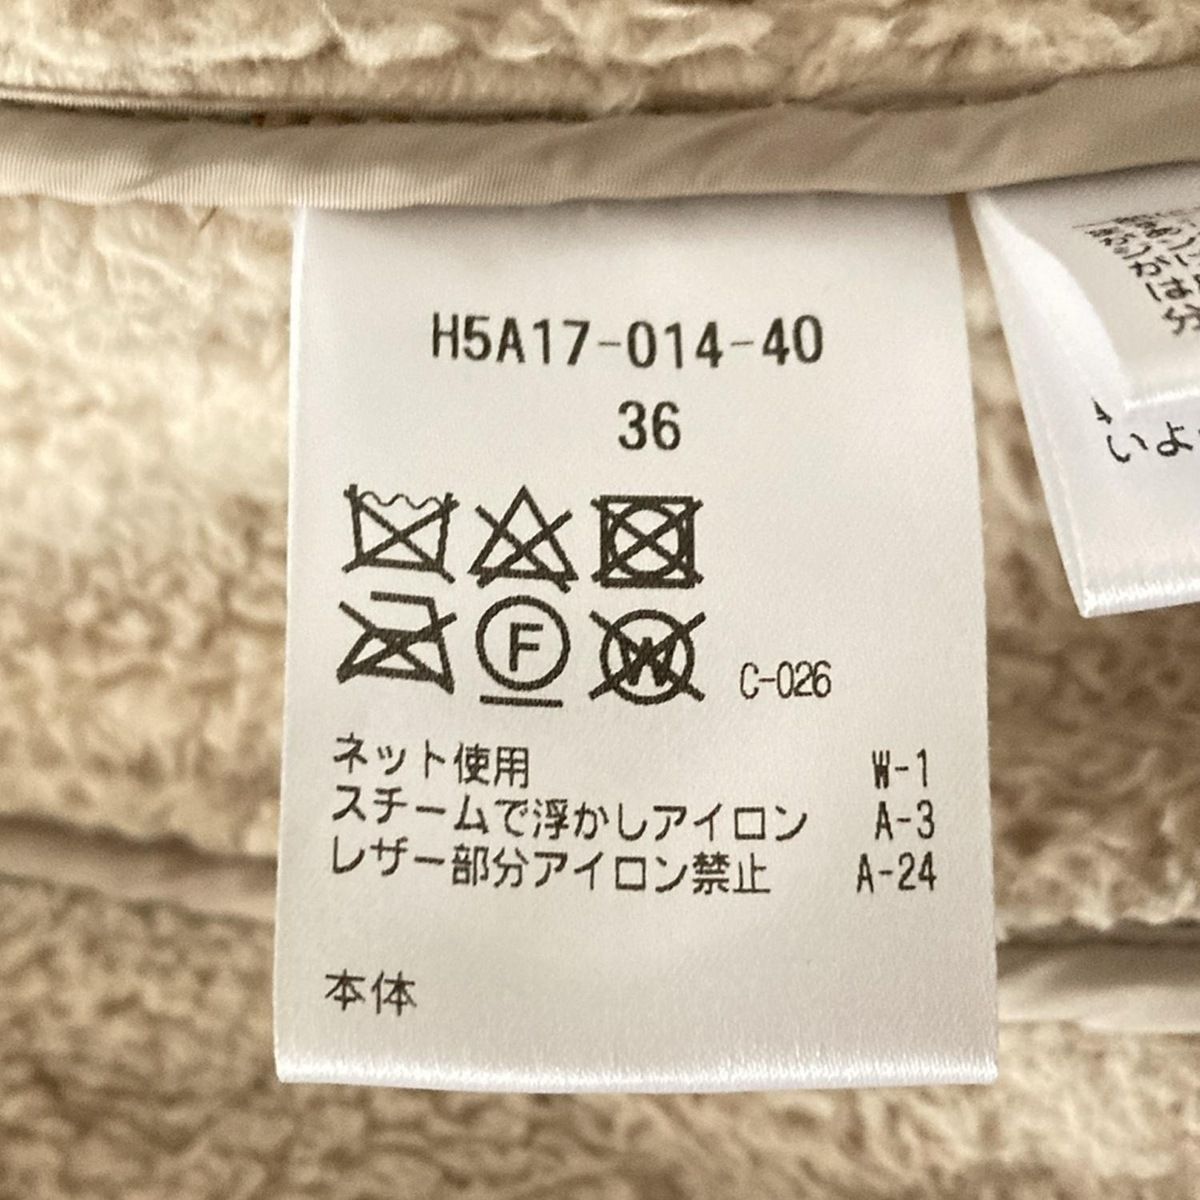 H5A17-014-40
36
F W C-026
ネット使用 W-1
スチームで浮かしアイロン A-3
レザー部分アイロン禁止 A-24
本体
いよ